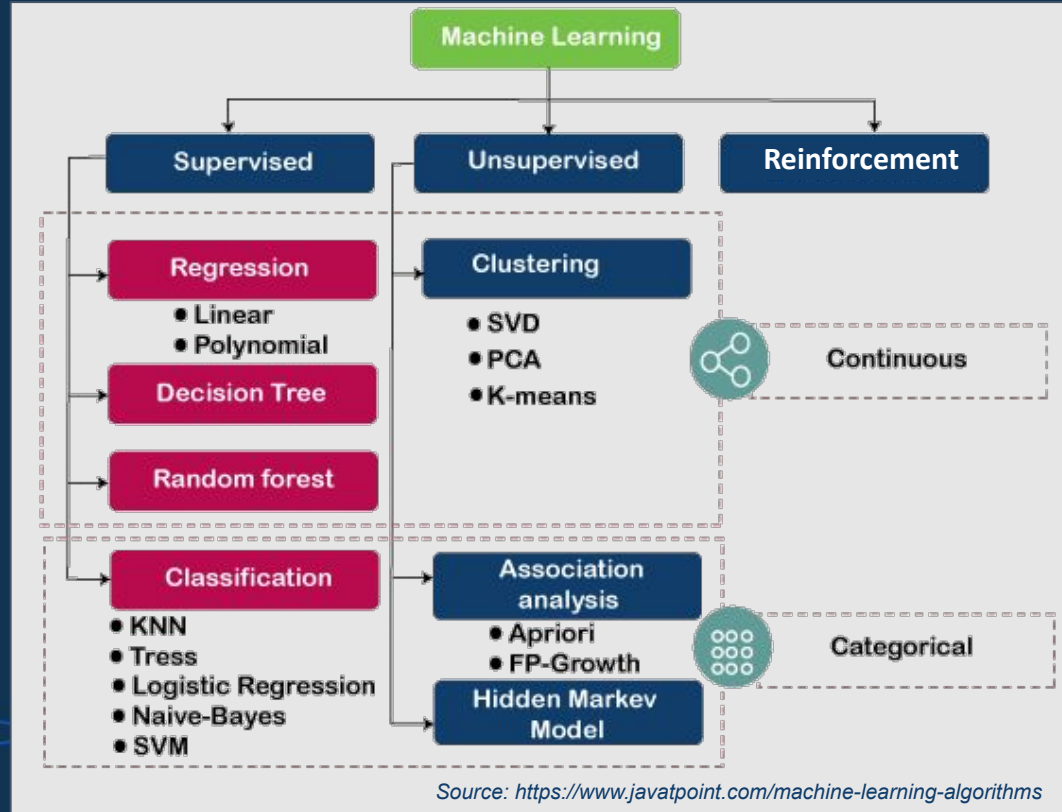 Machine Learning
Supervised
Unsupervised
Reinforcement
Regression
• Linear
• Polynomial
Decision Tree
Random forest
Clustering
• SVD
• PCA
• K-means
Continuous
Classification
• KNN
• Tress
• Logistic Regression
• Naive-Bayes
• SVM
Association
analysis
• Apriori
• FP-Growth
Hidden Markev
Model
Categorical
Source: https://www.javatpoint.com/machine-learning-algorithms